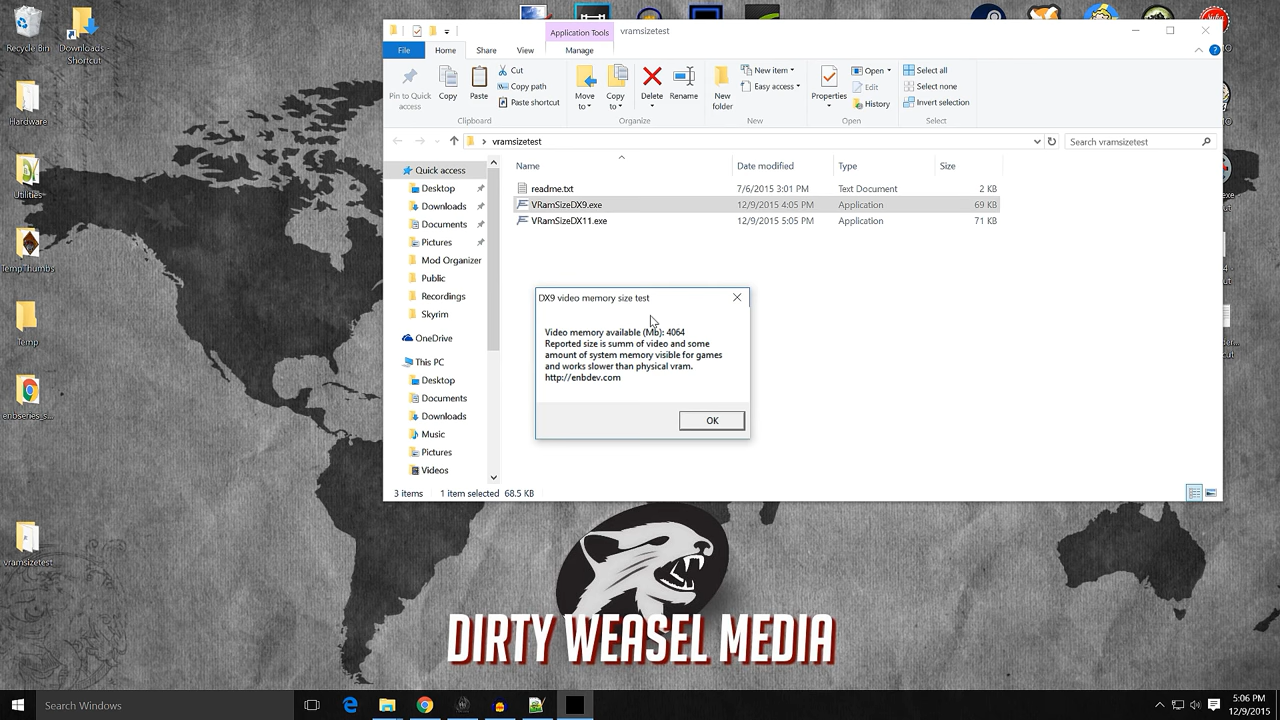 Recycle Bin
Downloads -
Shortcut
Hardware
Utilities
TempThumbs
Temp
enbseries_s...
vramsizetest
Application Tools
vramsizetest
File
Home
Share
View
Manage
Pin to Quick
access
Copy
Paste
Cut
Copy path
Paste shortcut
Clipboard
Move
to
Copy
to
Delete
Rename
Organize
New
folder
New item
Easy access
New
Properties
Open
Edit
History
Open
Select all
Select none
Invert selection
Select
vramsizetest
Search vramsizetest
Quick access
Desktop
Downloads
Documents
Pictures
Mod Organizer
Public
Recordings
Skyrim
OneDrive
This PC
Desktop
Documents
Downloads
Music
Pictures
Videos
Name Date modified Type Size
readme.txt 7/6/2015 3:01 PM Text Document 2 KB
VRamSizeDX9.exe 12/9/2015 4:05 PM Application 69 KB
VRamSizeDX11.exe 12/9/2015 5:05 PM Application 71 KB
DX9 video memory size test
Video memory available (Mb): 4064
Reported size is summ of video and some
amount of system memory visible for games
and works slower than physical vram.
http://enbdev.com
OK
3 items 1 item selected 68.5 KB
DIRTY WEASEL MEDIA
Search Windows
5:06 PM
12/9/2015